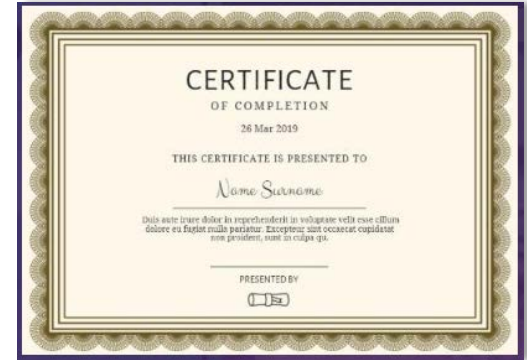 CERTIFICATE
OF COMPLETION
26 Mar 2019
THIS CERTIFICATE IS PRESENTED TO
Name Surname
Duis aute irure dolor in reprehenderit in voluptate velit esse cillum
dolore eu fugiat nulla pariatur. Excepteur sint occaecat cupidatat
non proident, sunt in culpa qu.
PRESENTED BY